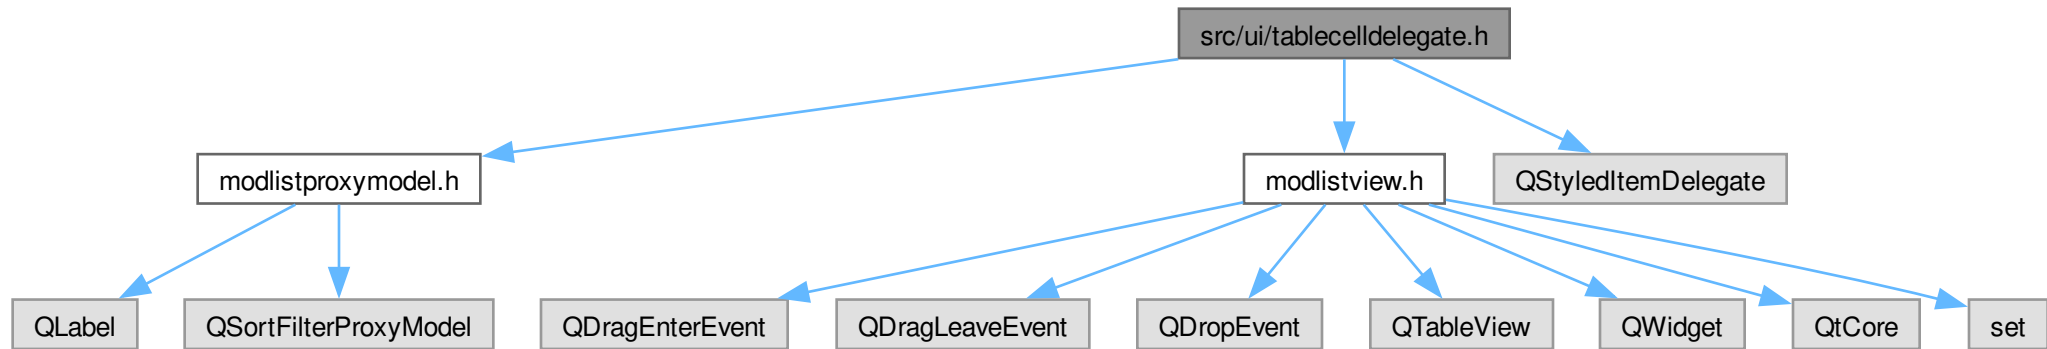 src/ui/tablecelldelegate.h
modlistproxymodel.h
modlistview.h
QStyledItemDelegate
QLabel
QSortFilterProxyModel
QDragEnterEvent
QDragLeaveEvent
QDropEvent
QTableView
QWidget
QtCore
set